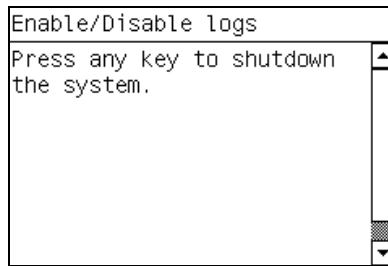 Enable/Disable logs
Press any key to shutdown
the system.